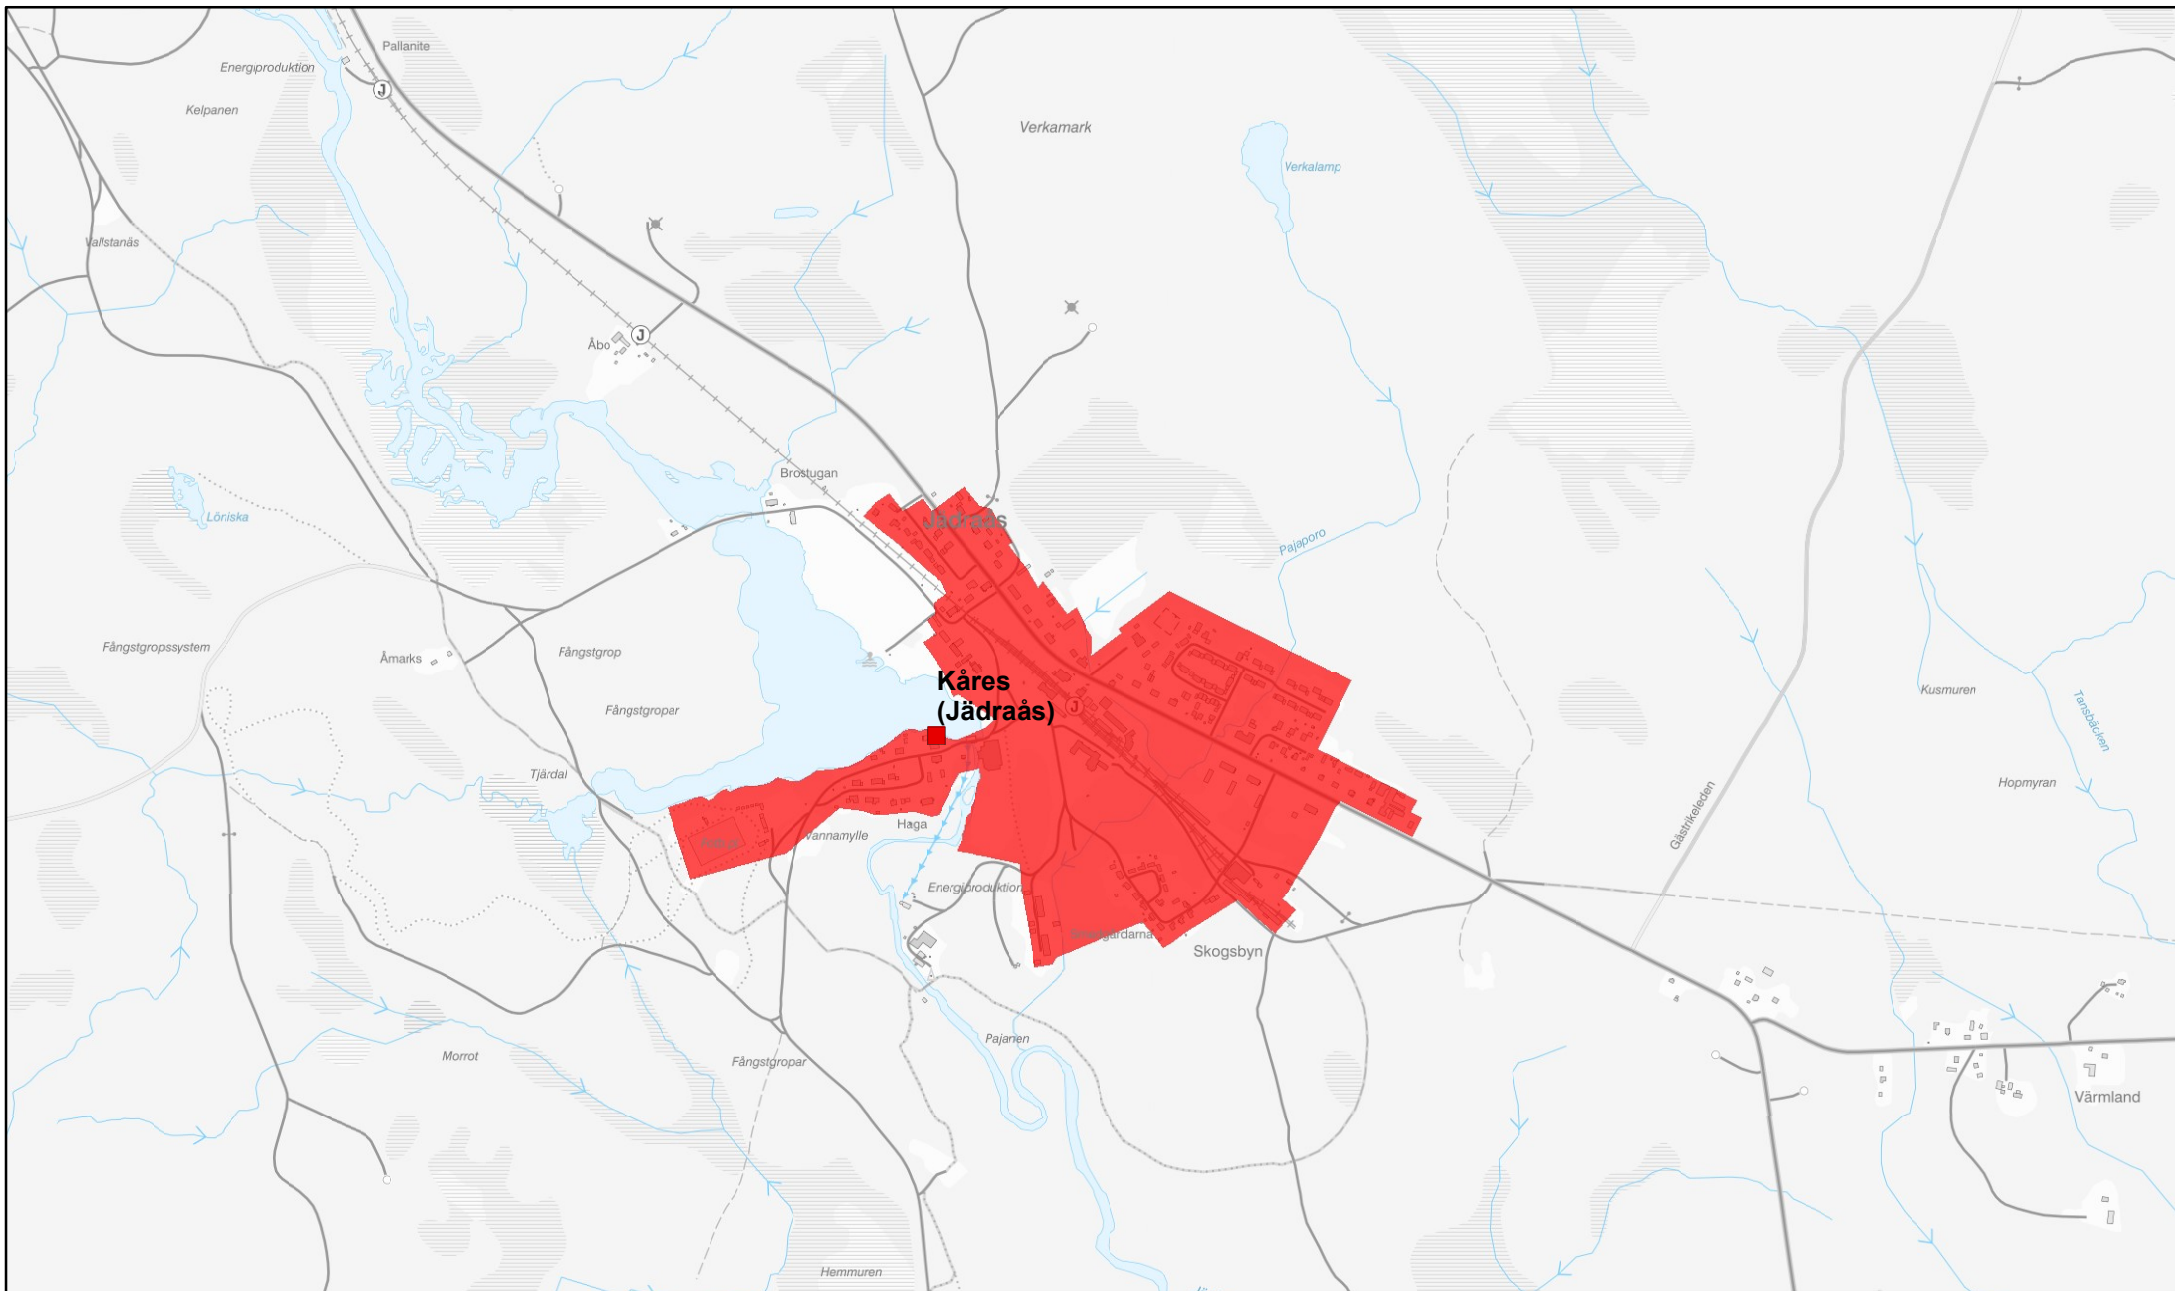 Pallanite
Energiproduktion
J
Kelpanen
Verkamark
Verkalamp
Vallstanäs
J
Åbo
Brostugan
Löriska
Jädraås
Pajaporo
Fångstgropssystem
Fångstgrop
Åmarks
Kåres
(Jädraås)
Kusmuren
Fångstgropar
J
Tansbäcken
Tjärdal
Hopmyran
Gästrikeleden
Haga
Energiproduktion
Skogsbyn
Pajanen
Morrot
Fångstgropar
Värmland
Hemmuren